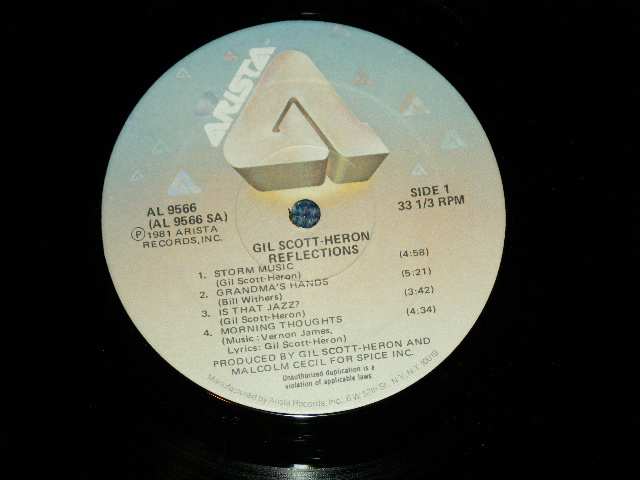 ARISTA
AL 9566
(AL 9566 SA)
Ⓟ 1981 ARISTA
RECORDS, INC.
SIDE 1
33 1/3 RPM
GIL SCOTT-HERON
REFLECTIONS
1. STORM MUSIC (4:58)
(Gil Scott-Heron)
2. GRANDMA'S HANDS (5:21)
(Bill Withers)
3. IS THAT JAZZ? (3:42)
(Gil Scott-Heron)
4. MORNING THOUGHTS (4:34)
(Music: Vernon James,
Lyrics: Gil Scott-Heron)
PRODUCED BY GIL SCOTT-HERON AND
MALCOLM CECIL FOR SPICE INC.
Unauthorized duplication is a
violation of applicable laws.
Manufactured by Arista Records, Inc., 6 W 57th St., N.Y., N.Y. 10019